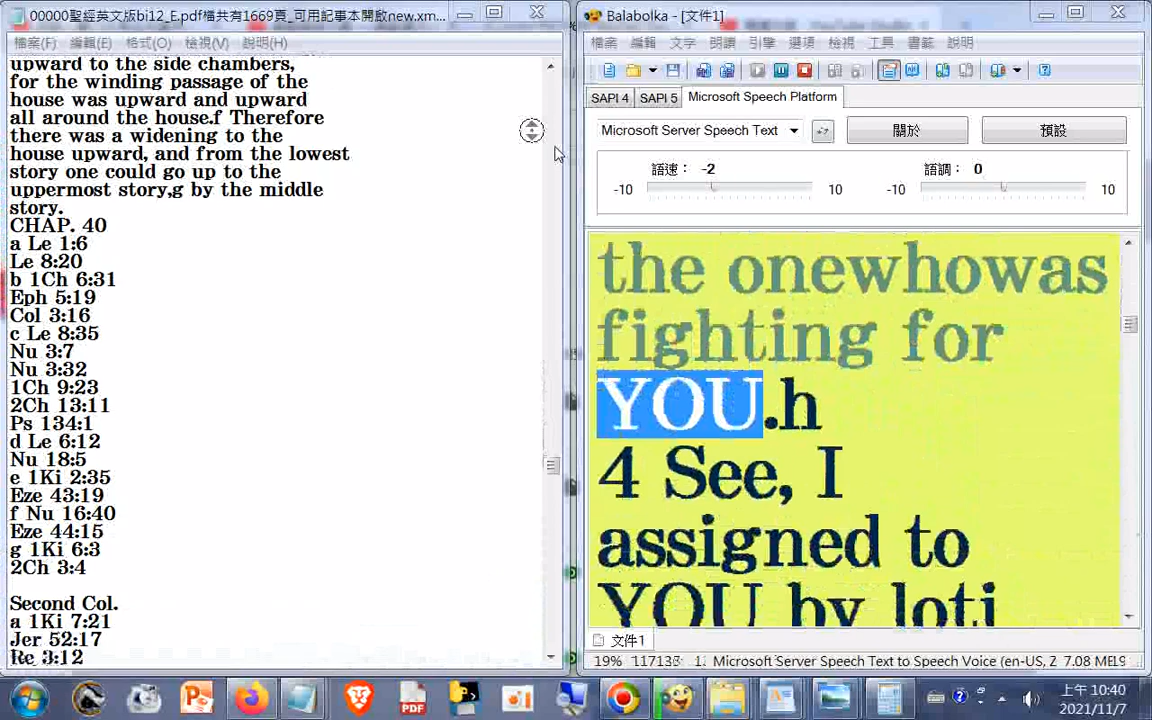 00000聖經英文版bi12_E.pdf檔共有1669頁_可用記事本開啟new.xm...
檔案(F) 編輯(E) 格式(O) 檢視(V) 說明(H)
upward to the side chambers,
for the winding passage of the
house was upward and upward
all around the house.f Therefore
there was a widening to the
house upward, and from the lowest
story one could go up to the
uppermost story,g by the middle
story.
CHAP. 40
a Le 1:6
Le 8:20
b 1Ch 6:31
Eph 5:19
Col 3:16
c Le 8:35
Nu 3:7
Nu 3:32
1Ch 9:23
2Ch 13:11
Ps 134:1
d Le 6:12
Nu 18:5
e 1Ki 2:35
Eze 43:19
f Nu 16:40
Eze 44:15
g 1Ki 6:3
2Ch 3:4
Second Col.
a 1Ki 7:21
Jer 52:17
Re 3:12
Balabolka - [文件1]
檔案 編輯 文字 朗讀 引擎 選項 檢視 工具 書籤 說明
SAPI 4 SAPI 5 Microsoft Speech Platform
Microsoft Server Speech Text 關於 預設
語速: -2 語調: 0
-10 10 -10 10
the onewhowas
fighting for
YOU.h
4 See, I
assigned to
YOU by loti
文件1
19% Microsoft Server Speech Text to Speech Voice (en-US, 2 7.08
PDF
上午 10:40
2021/11/7